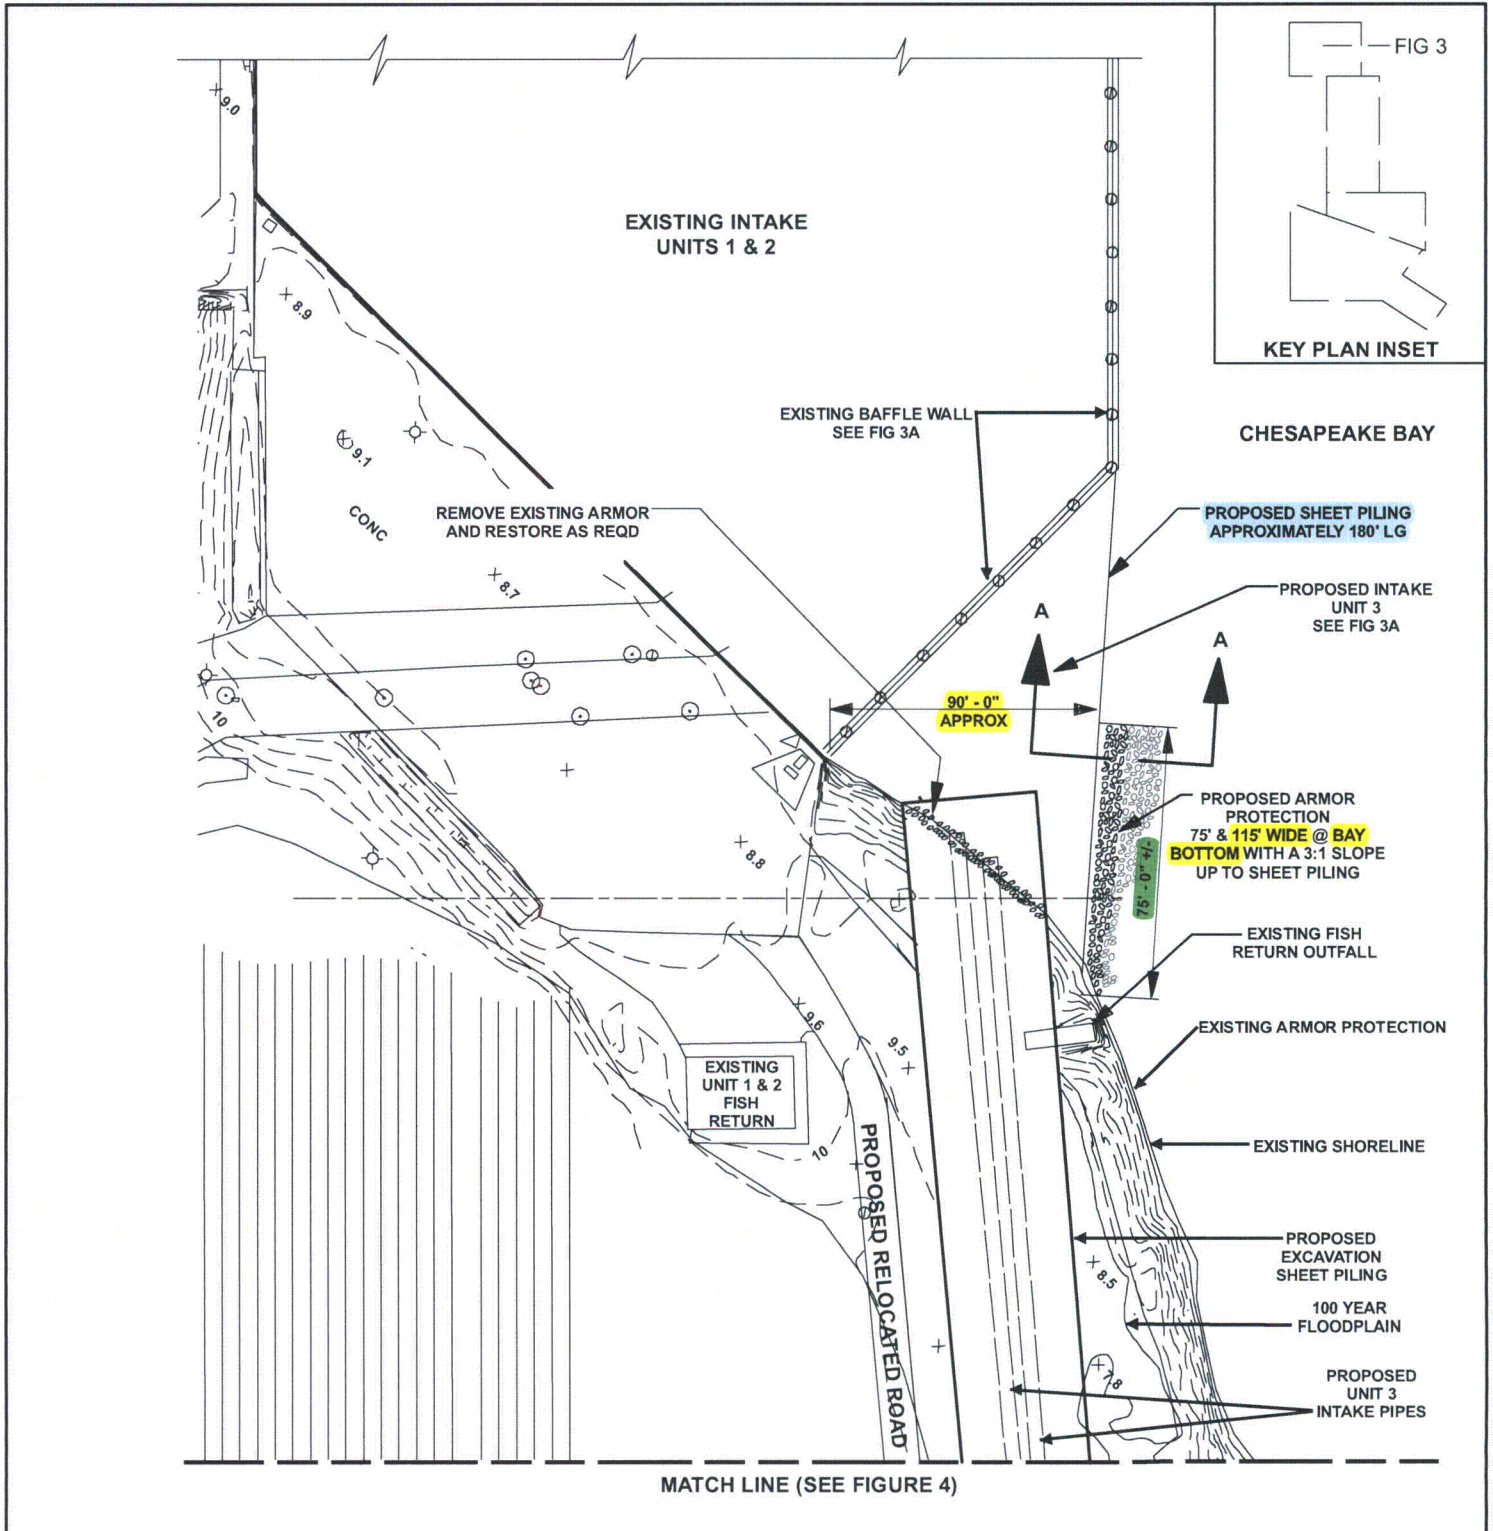 FIG 3
KEY PLAN INSET
9.0
EXISTING INTAKE
UNITS 1 & 2
8.9
EXISTING BAFFLE WALL
SEE FIG 3A
CHESAPEAKE BAY
9.1
CONC
REMOVE EXISTING ARMOR
AND RESTORE AS REQD
PROPOSED SHEET PILING
APPROXIMATELY 180' LG
8.7
PROPOSED INTAKE
UNIT 3
SEE FIG 3A
A
A
10
90' - 0"
APPROX
PROPOSED ARMOR
PROTECTION
75' & 115' WIDE @ BAY
BOTTOM WITH A 3:1 SLOPE
UP TO SHEET PILING
75' - 0" +/-
8.8
EXISTING FISH
RETURN OUTFALL
9.6
9.5
EXISTING ARMOR PROTECTION
EXISTING
UNIT 1 & 2
FISH
RETURN
10
EXISTING SHORELINE
PROPOSED RELOCATED ROAD
PROPOSED
EXCAVATION
SHEET PILING
8.5
100 YEAR
FLOODPLAIN
7.8
PROPOSED
UNIT 3
INTAKE PIPES
MATCH LINE (SEE FIGURE 4)